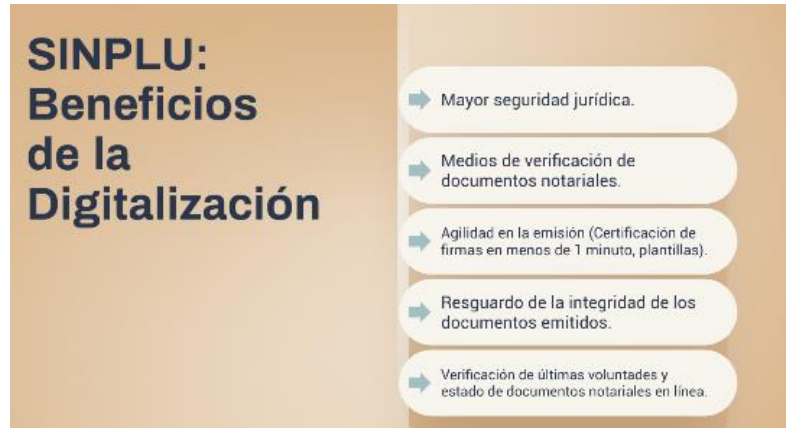 SINPLU:
Beneficios
de la
Digitalización
Mayor seguridad jurídica.
Medios de verificación de
documentos notariales.
Agilidad en la emisión (Certificación de
firmas en menos de 1 minuto, plantillas).
Resguardo de la integridad de los
documentos emitidos.
Verificación de últimas voluntades y
estado de documentos notariales en línea.